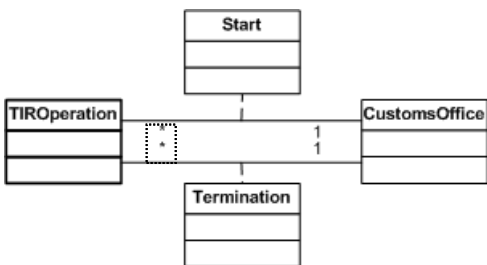 Start
TIROperation
CustomsOffice
* 1
* 1
Termination